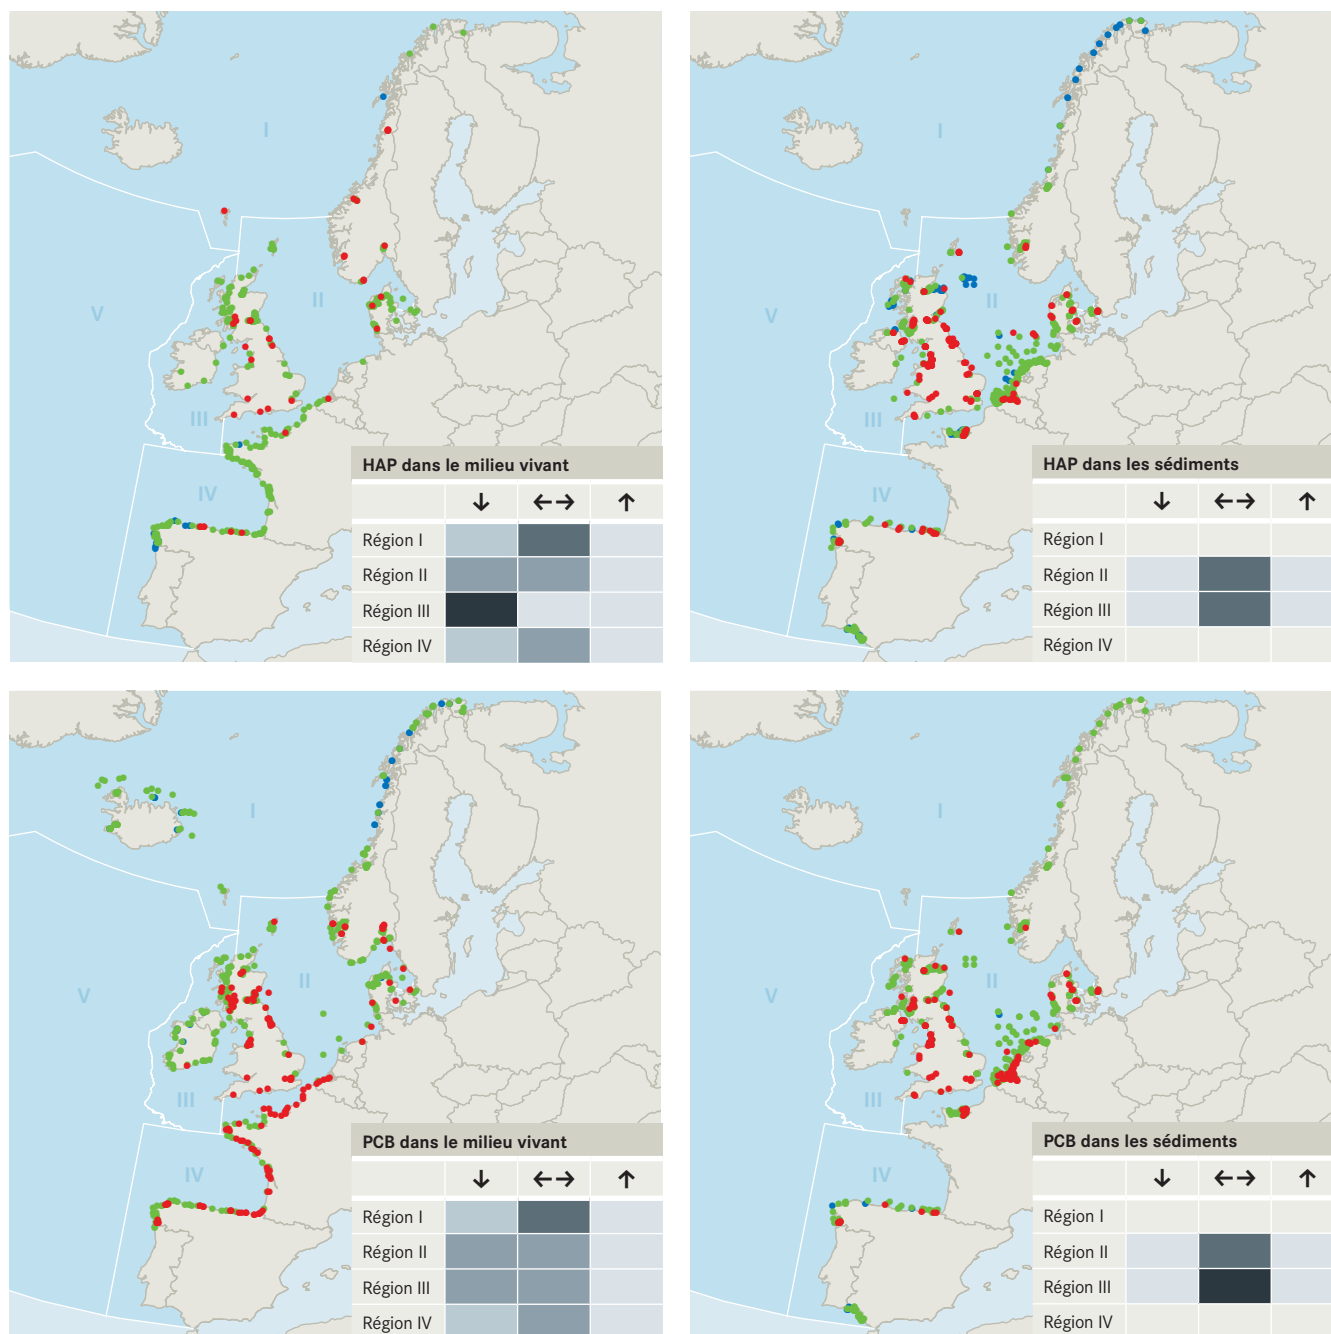 I
II
V
III
IV
HAP dans le milieu vivant
↓ ←→ ↑
Région I
Région II
Région III
Région IV
I
II
V
III
IV
HAP dans les sédiments
↓ ←→ ↑
Région I
Région II
Région III
Région IV
I
II
V
III
IV
PCB dans le milieu vivant
↓ ←→ ↑
Région I
Région II
Région III
Région IV
I
II
V
III
IV
PCB dans les sédiments
↓ ←→ ↑
Région I
Région II
Région III
Région IV